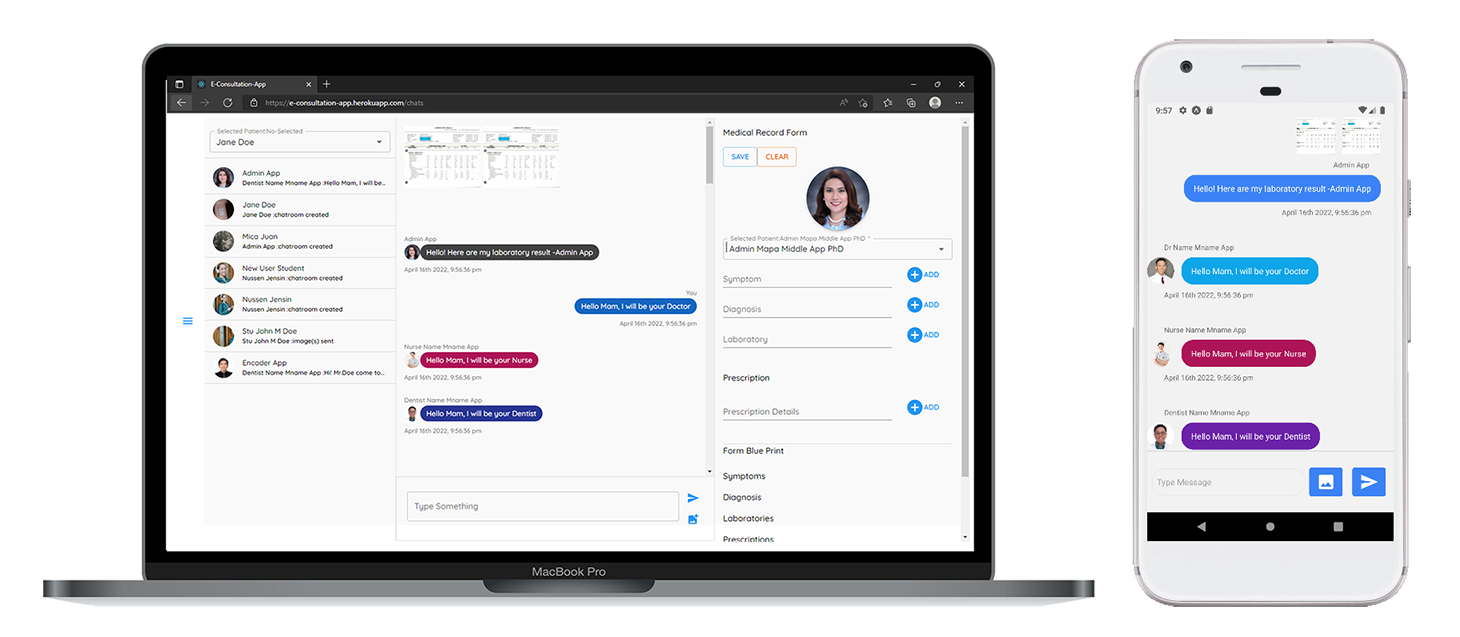 E-Consultation-App
https://e-consultation-app.herokuapp.com/chats
Selected Patient:No-Selected
Jane Doe
Admin App
Dentist Name Mname App :Hello Mam, I will be...
Jane Doe
Jane Doe :chatroom created
Mica Juan
Admin App :chatroom created
New User Student
Nussen Jensin :chatroom created
Nussen Jensin
Nussen Jensin :chatroom created
Stu John M Doe
Stu John M Doe :image(s) sent
Encoder App
Dentist Name Mname App :Hi! Mr.Doe come to...
Admin App
Hello! Here are my laboratory result -Admin App
April 16th 2022, 9:56:36 pm
You
Hello Mam, I will be your Doctor
April 16th 2022, 9:56:36 pm
Nurse Name Mname App
Hello Mam, I will be your Nurse
April 16th 2022, 9:56:36 pm
Dentist Name Mname App
Hello Mam, I will be your Dentist
April 16th 2022, 9:56:36 pm
Type Something
Medical Record Form
SAVE CLEAR
Selected Patient:Admin Mapa Middle App PhD *
Admin Mapa Middle App PhD
Symptom ADD
Diagnosis ADD
Laboratory ADD
Prescription
Prescription Details ADD
Form Blue Print
Symptoms
Diagnosis
Laboratories
Prescriptions
MacBook Pro
9:57
Admin App
Hello! Here are my laboratory result -Admin App
April 16th 2022, 9:56:36 pm
Dr Name Mname App
Hello Mam, I will be your Doctor
April 16th 2022, 9:56:36 pm
Nurse Name Mname App
Hello Mam, I will be your Nurse
April 16th 2022, 9:56:36 pm
Dentist Name Mname App
Hello Mam, I will be your Dentist
Type Message